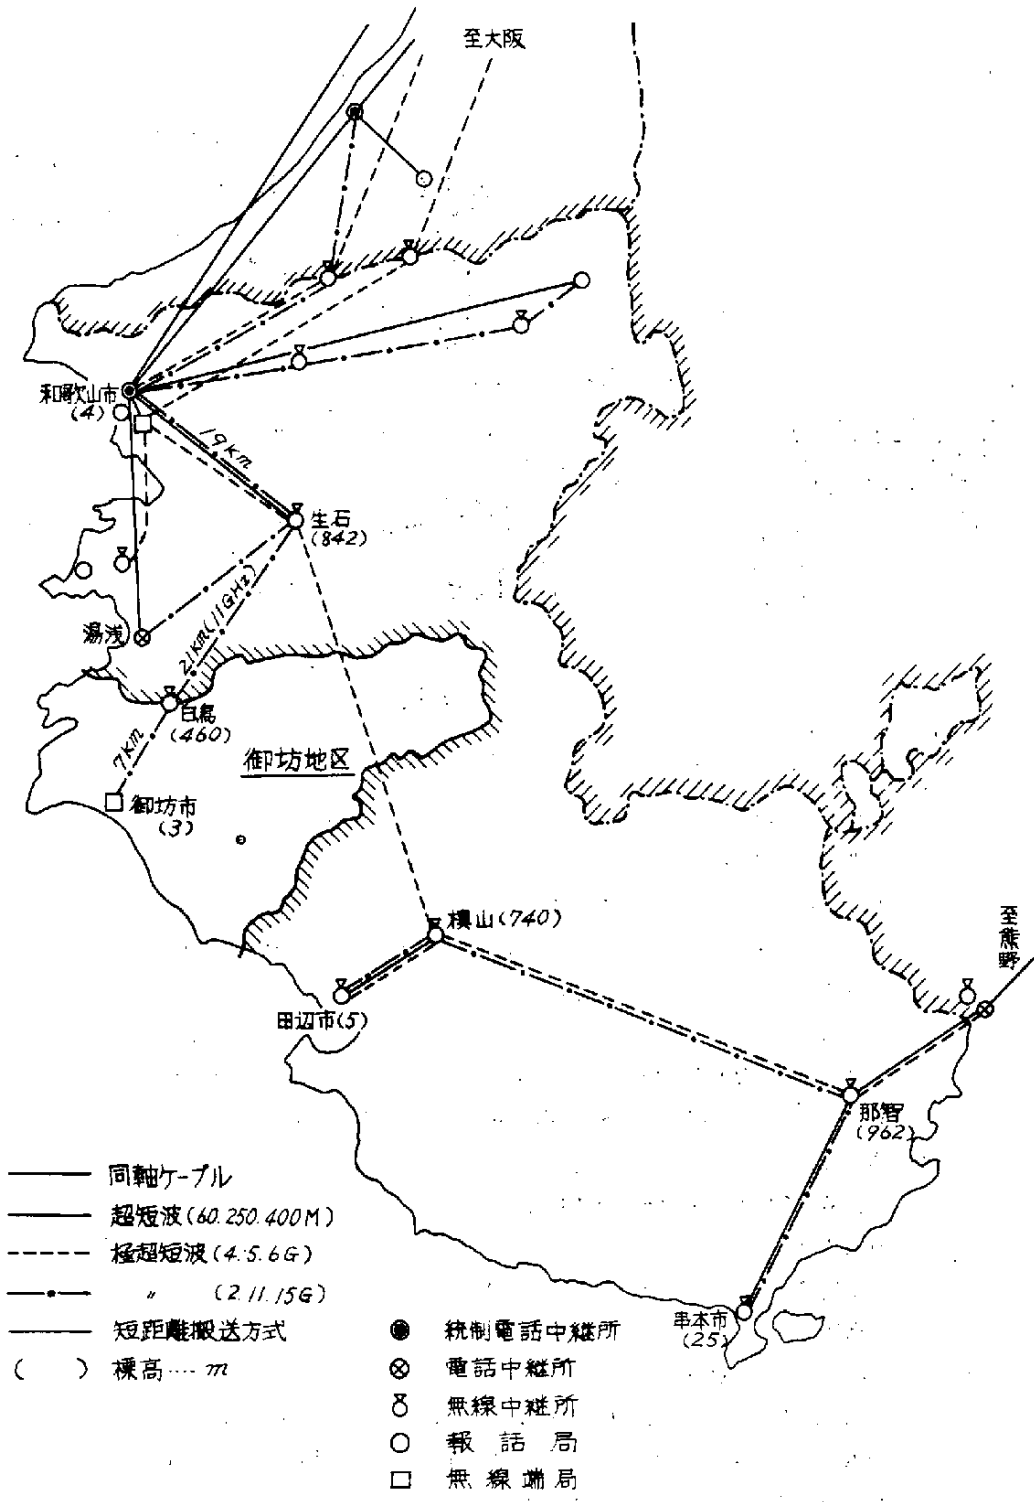 至大阪
和歌山市
(4)
19km
生石
(842)
湯浅
21km(11GHz)
白馬
(460)
7km
御坊地区
御坊市
(3)
槙山(740)
至熊野
田辺市(5)
那智
(962)
串本市
(25)
同軸ケーブル
超短波(60.250.400M)
極超短波(4.5.6G)
〃 (2.11.15G)
短距離搬送方式
( ) 標高····m
統制電話中継所
電話中継所
無線中継所
報話局
無線端局